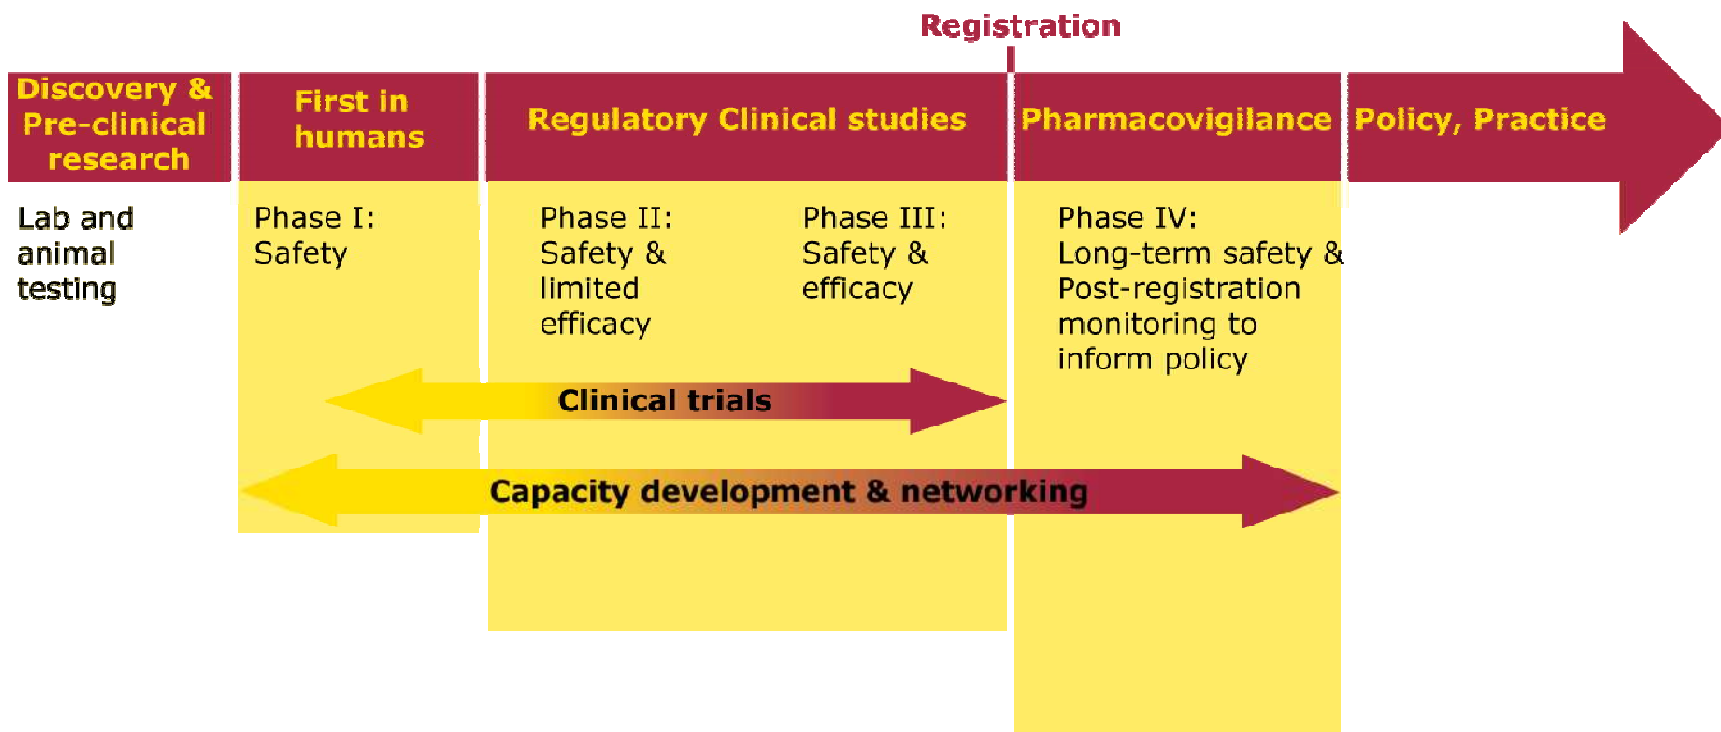 Registration
Discovery &
Pre-clinical
research
First in
humans
Regulatory Clinical studies
Pharmacovigilance
Policy, Practice
Lab and
animal
testing
Phase I:
Safety
Phase II:
Safety &
limited
efficacy
Phase III:
Safety &
efficacy
Phase IV:
Long-term safety &
Post-registration
monitoring to
inform policy
Clinical trials
Capacity development & networking